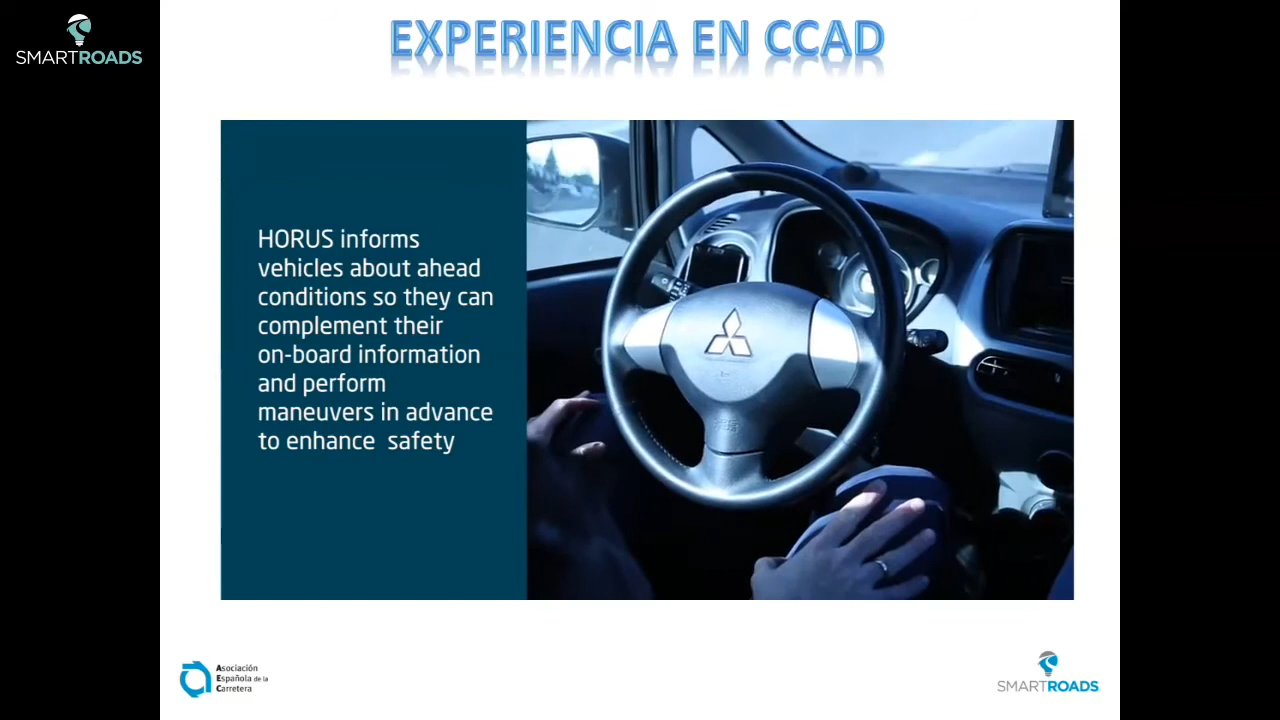 SMARTROADS
EXPERIENCIA EN CCAD
HORUS informs
vehicles about ahead
conditions so they can
complement their
on-board information
and perform
maneuvers in advance
to enhance safety
Asociación
Española de la
Carretera
SMARTROADS